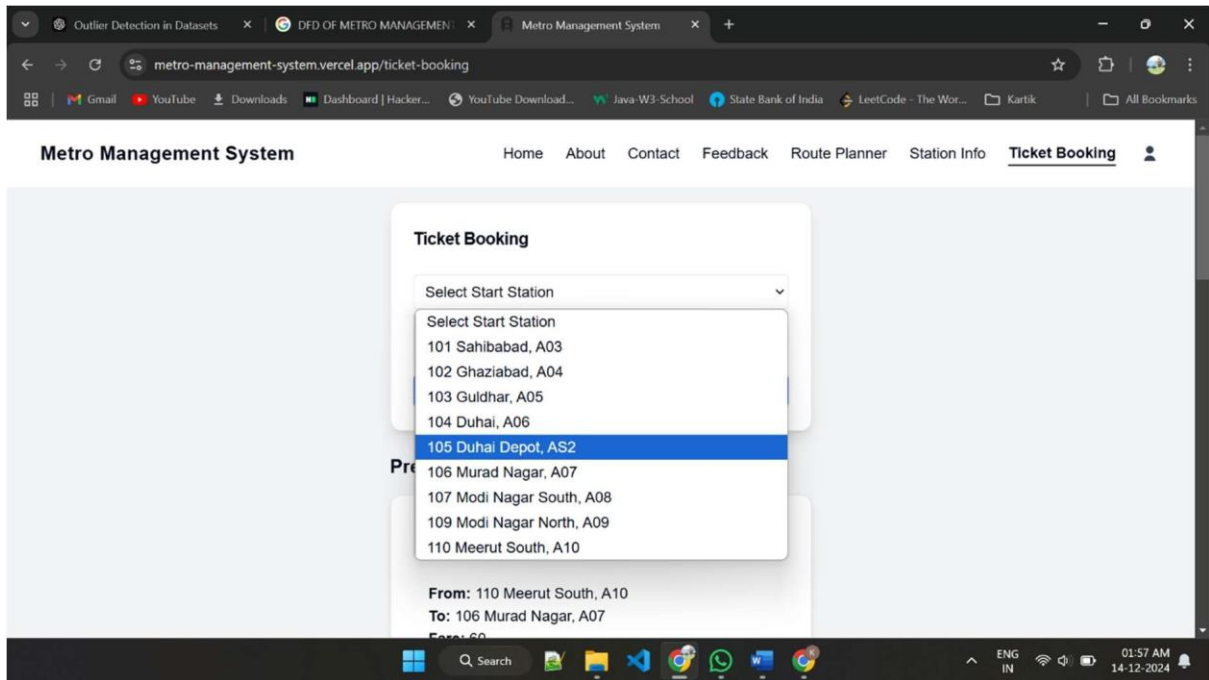 Outlier Detection in Datasets
DFD OF METRO MANAGEMENT
Metro Management System
metro-management-system.vercel.app/ticket-booking
Gmail YouTube Downloads Dashboard | Hacker... YouTube Download... Java-W3-School State Bank of India LeetCode - The Wor... Kartik All Bookmarks
Metro Management System Home About Contact Feedback Route Planner Station Info Ticket Booking
Ticket Booking
Select Start Station
Select Start Station
101 Sahibabad, A03
102 Ghaziabad, A04
103 Guldhar, A05
104 Duhai, A06
105 Duhai Depot, AS2
Pre
106 Murad Nagar, A07
107 Modi Nagar South, A08
109 Modi Nagar North, A09
110 Meerut South, A10
From: 110 Meerut South, A10
To: 106 Murad Nagar, A07
Fare: 60
Search
ENG
IN
01:57 AM
14-12-2024